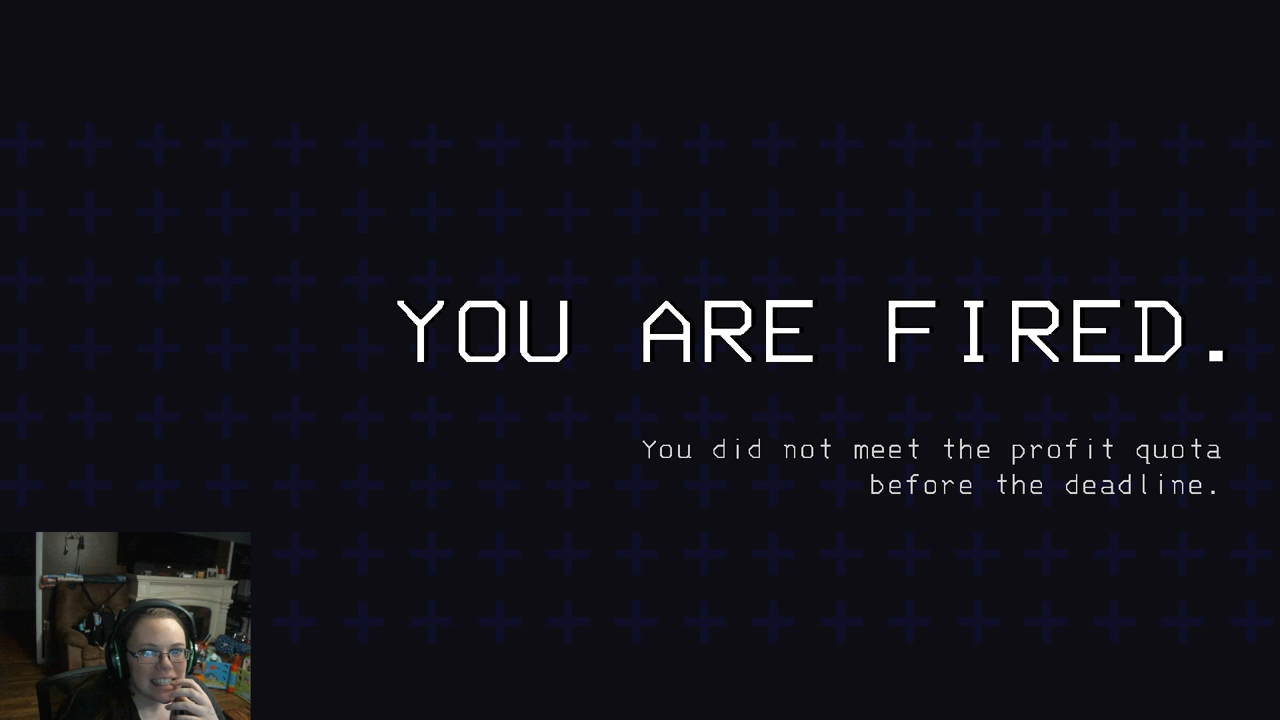 YOU ARE FIRED.
You did not meet the profit quota
before the deadline.